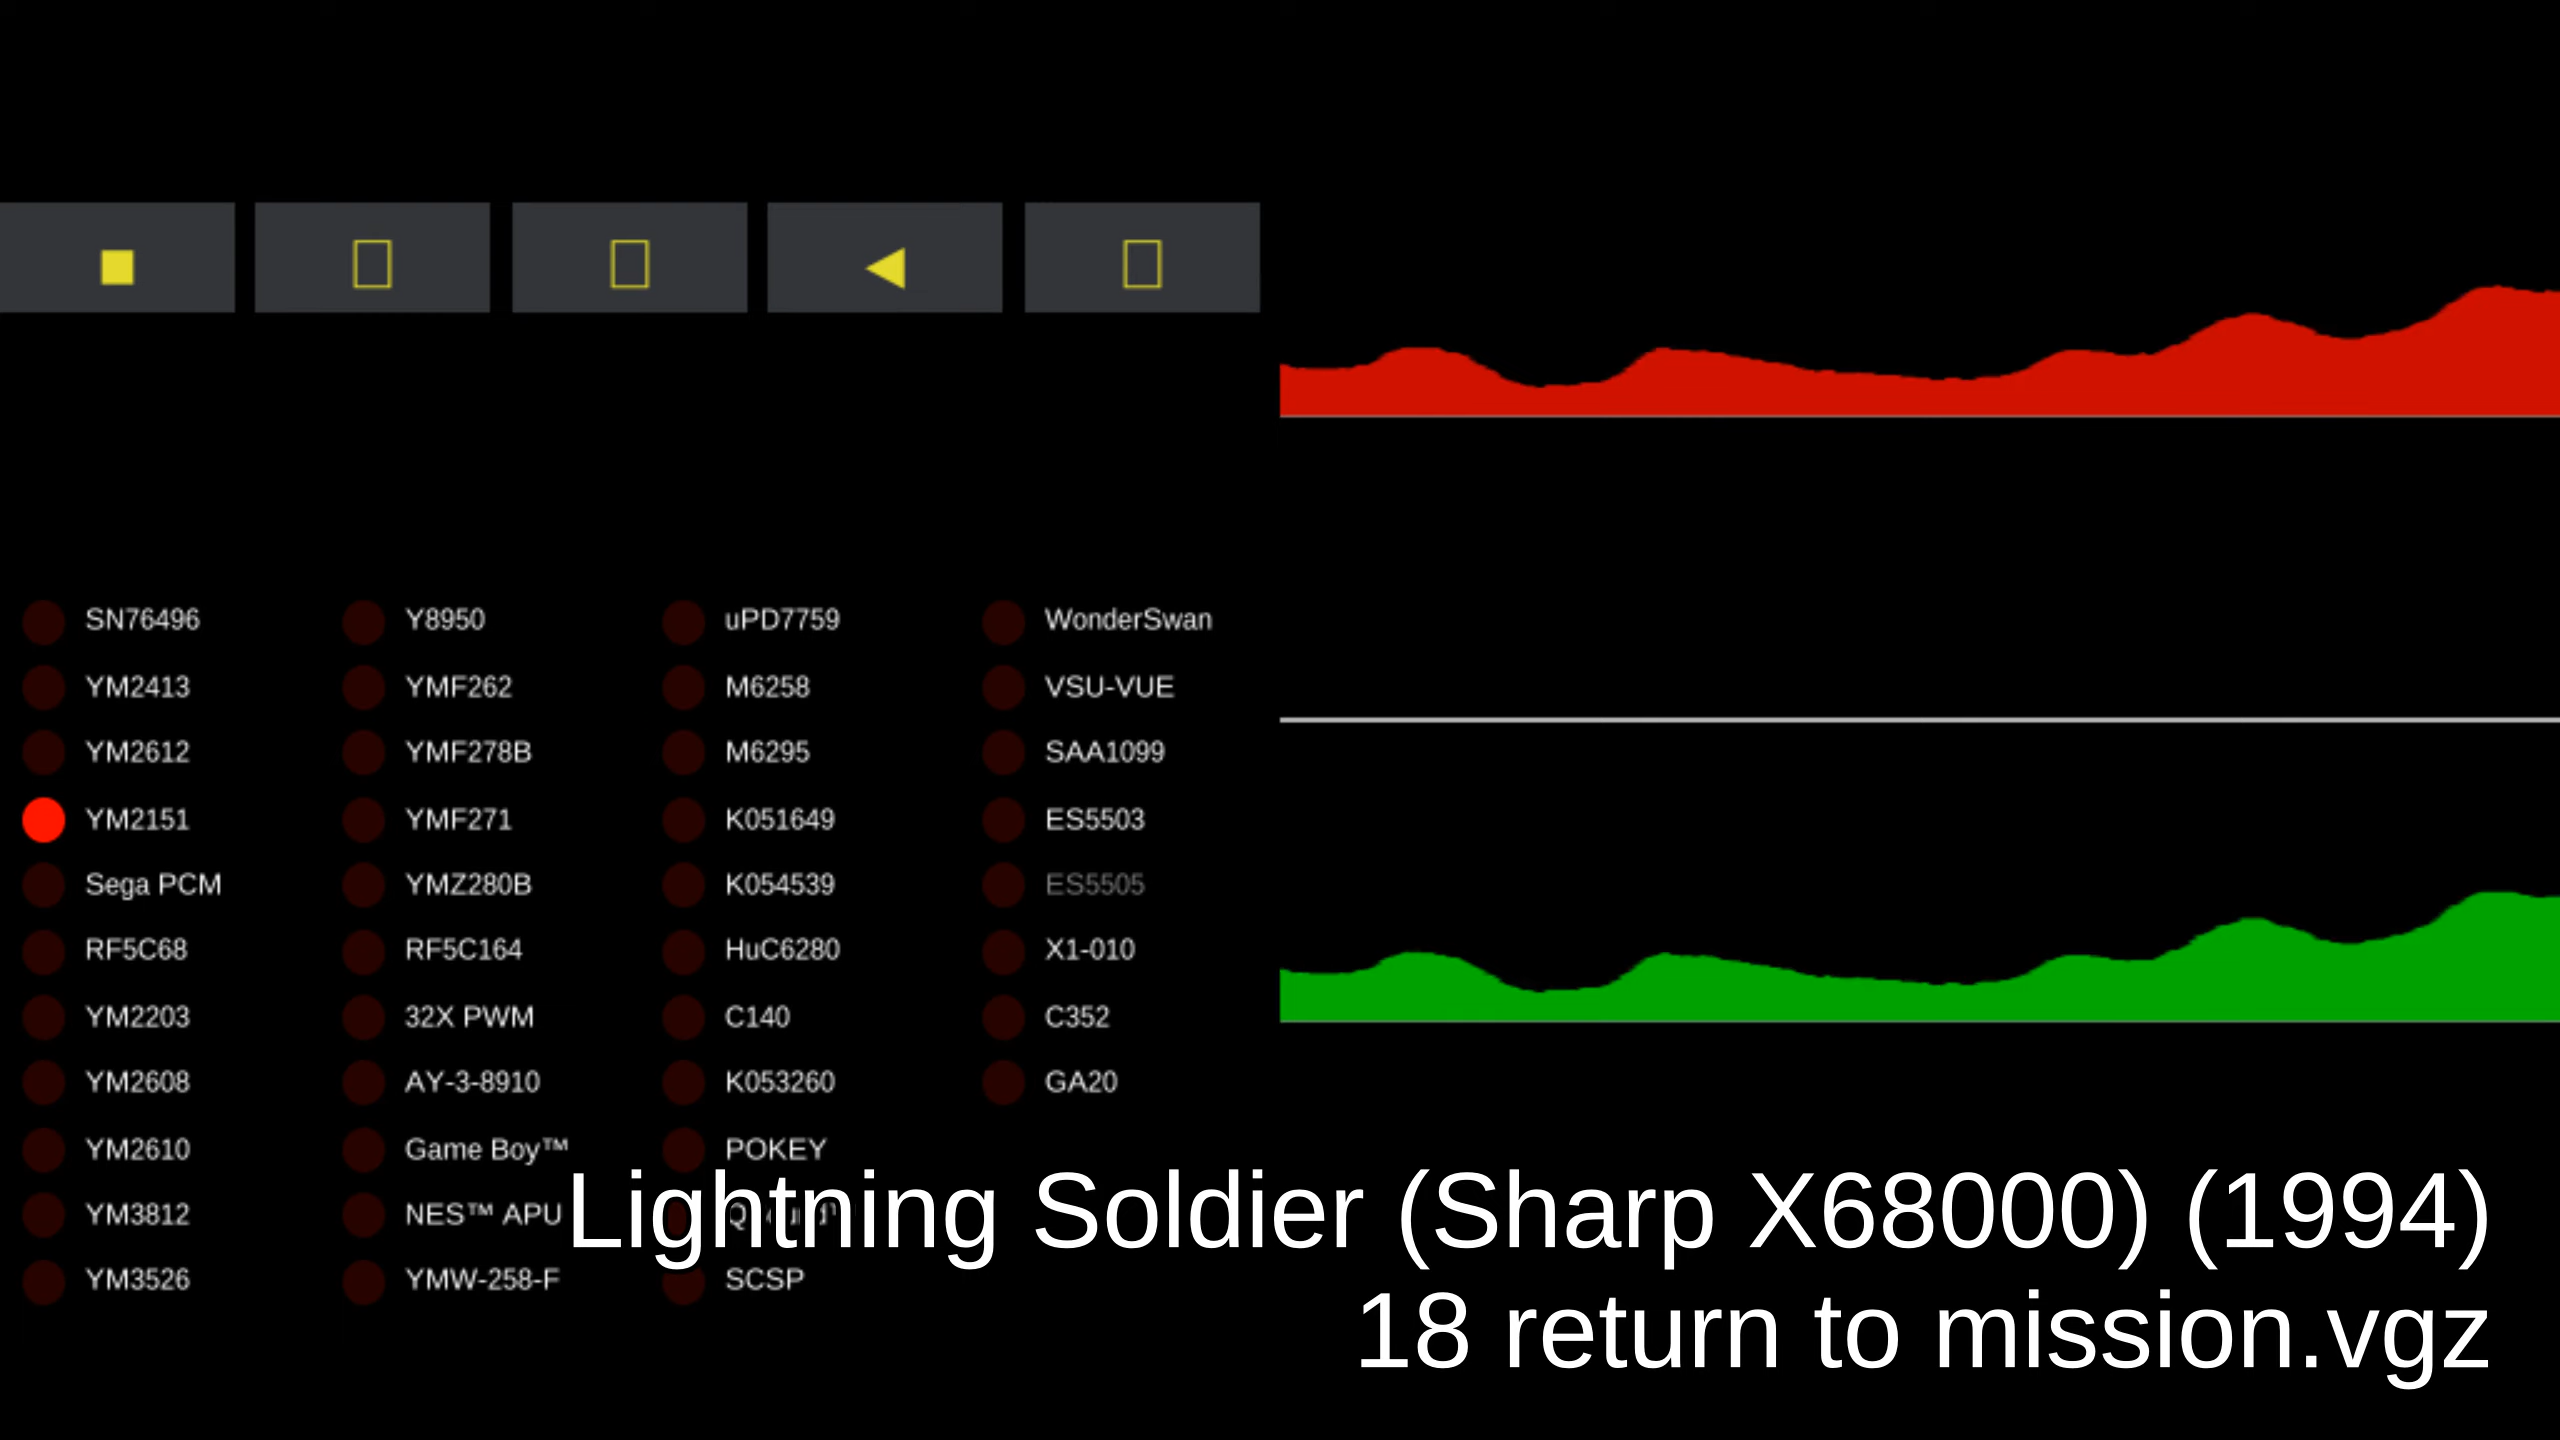 SN76496 Y8950 uPD7759 WonderSwan
YM2413 YMF262 M6258 VSU-VUE
YM2612 YMF278B M6295 SAA1099
YM2151 YMF271 K051649 ES5503
Sega PCM YMZ280B K054539 ES5505
RF5C68 RF5C164 HuC6280 X1-010
YM2203 32X PWM C140 C352
YM2608 AY-3-8910 K053260 GA20
YM2610 Game Boy™ POKEY
YM3812 NES™ APU
YM3526 YMW-258-F SCSP
Lightning Soldier (Sharp X68000) (1994)
18 return to mission.vgz